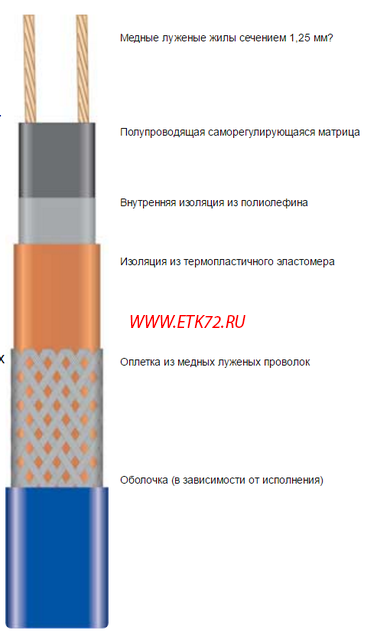 Медные луженые жилы сечением 1,25 мм?
Полупроводящая саморегулирующаяся матрица
Внутренняя изоляция из полиолефина
Изоляция из термопластичного эластомера
WWW.ETK72.RU
х
Оплетка из медных луженых проволок
Оболочка (в зависимости от исполнения)